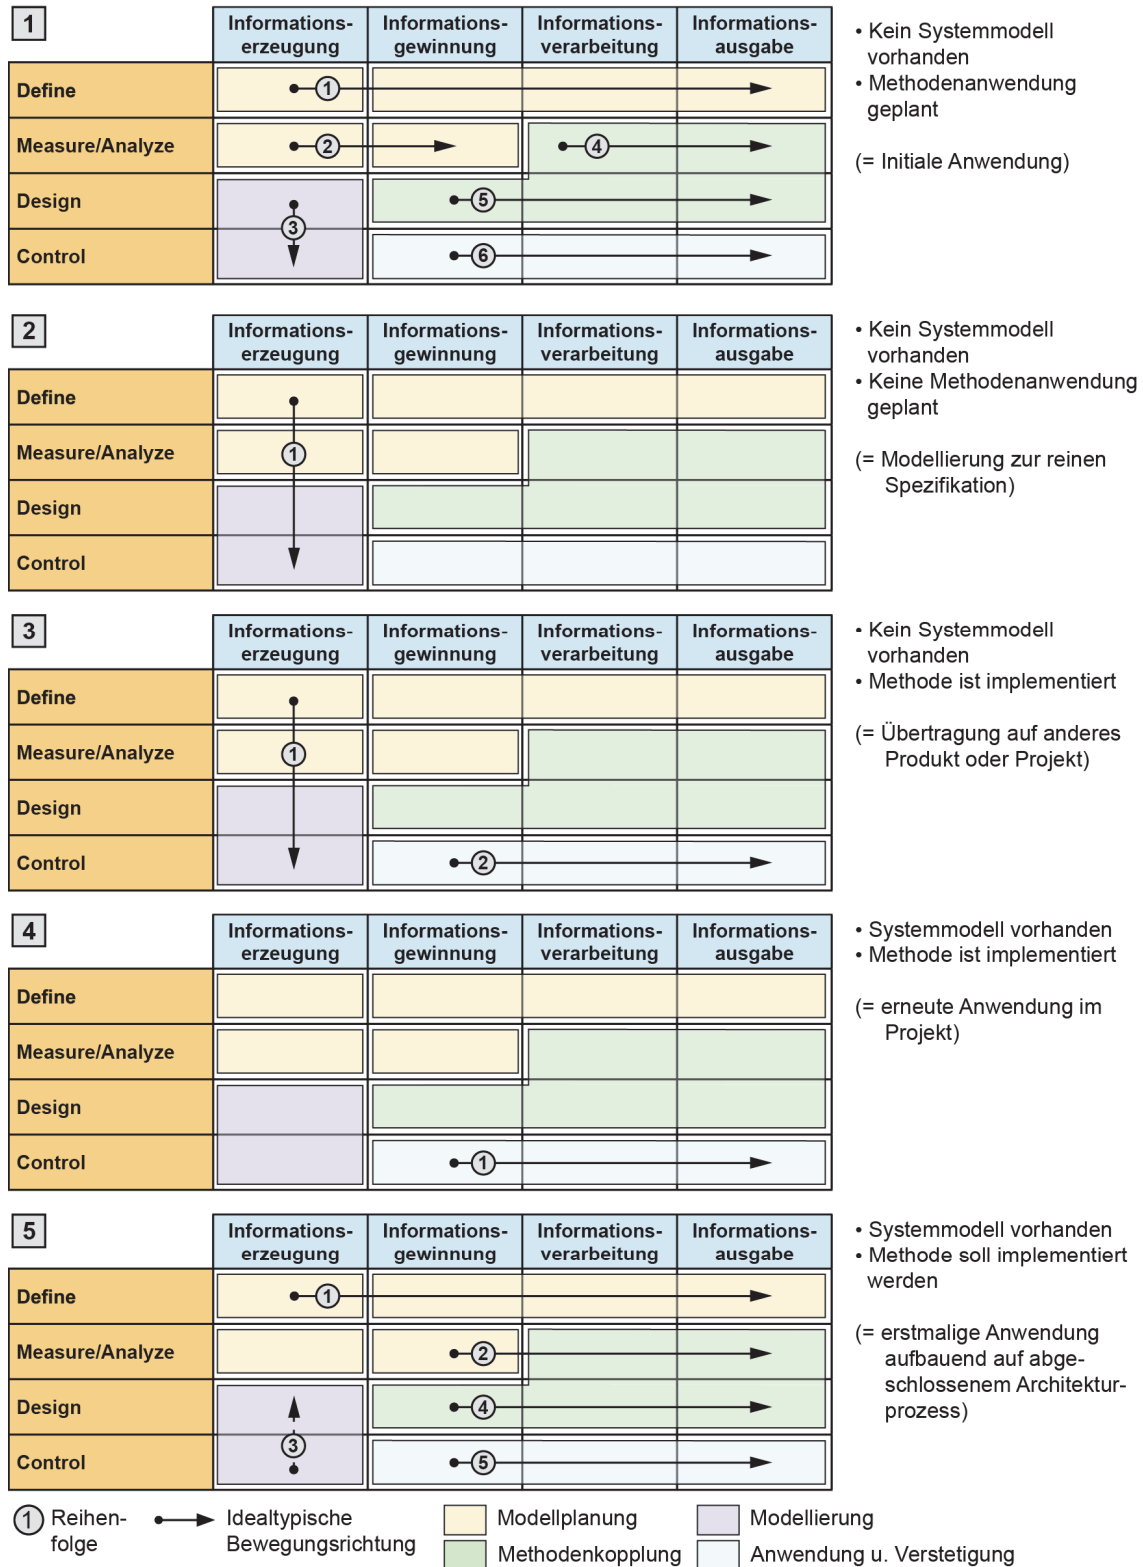 1
Informations-
erzeugung
Informations-
gewinnung
Informations-
verarbeitung
Informations-
ausgabe
Define
1
Measure/Analyze
2
4
Design
3
5
Control
6
• Kein Systemmodell
vorhanden
• Methodenanwendung
geplant
(= Initiale Anwendung)
2
Informations-
erzeugung
Informations-
gewinnung
Informations-
verarbeitung
Informations-
ausgabe
Define
Measure/Analyze
1
Design
Control
• Kein Systemmodell
vorhanden
• Keine Methodenanwendung
geplant
(= Modellierung zur reinen
Spezifikation)
3
Informations-
erzeugung
Informations-
gewinnung
Informations-
verarbeitung
Informations-
ausgabe
Define
Measure/Analyze
1
Design
Control
2
• Kein Systemmodell
vorhanden
• Methode ist implementiert
(= Übertragung auf anderes
Produkt oder Projekt)
4
Informations-
erzeugung
Informations-
gewinnung
Informations-
verarbeitung
Informations-
ausgabe
Define
Measure/Analyze
Design
Control
1
• Systemmodell vorhanden
• Methode ist implementiert
(= erneute Anwendung im
Projekt)
5
Informations-
erzeugung
Informations-
gewinnung
Informations-
verarbeitung
Informations-
ausgabe
Define
1
Measure/Analyze
2
Design
4
3
Control
5
• Systemmodell vorhanden
• Methode soll implementiert
werden
(= erstmalige Anwendung
aufbauend auf abge-
schlossenem Architektur-
prozess)
1
Reihen-
folge
Idealtypische
Bewegungsrichtung
Modellplanung
Methodenkopplung
Modellierung
Anwendung u. Verstetigung